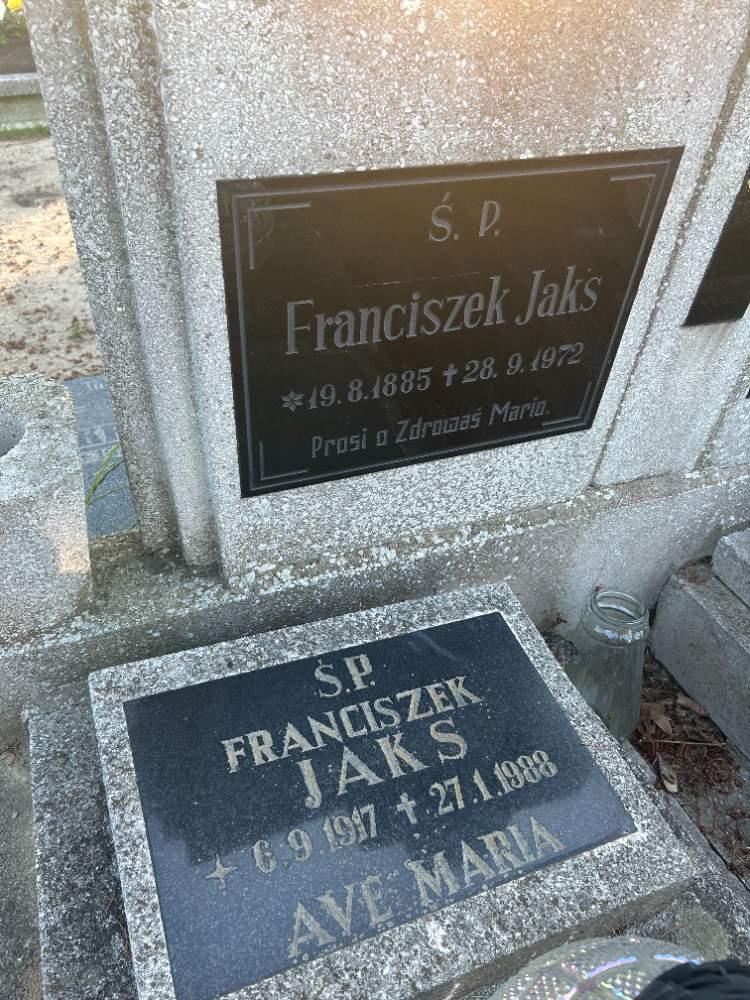 Ś. P.
Franciszek Jaks
*19.8.1885 †28.9.1972
Prosi o Zdrowaś Mario.
Ś.P.
FRANCISZEK
JAKS
6.9.1917 † 27.1.1988
AVE MARIA